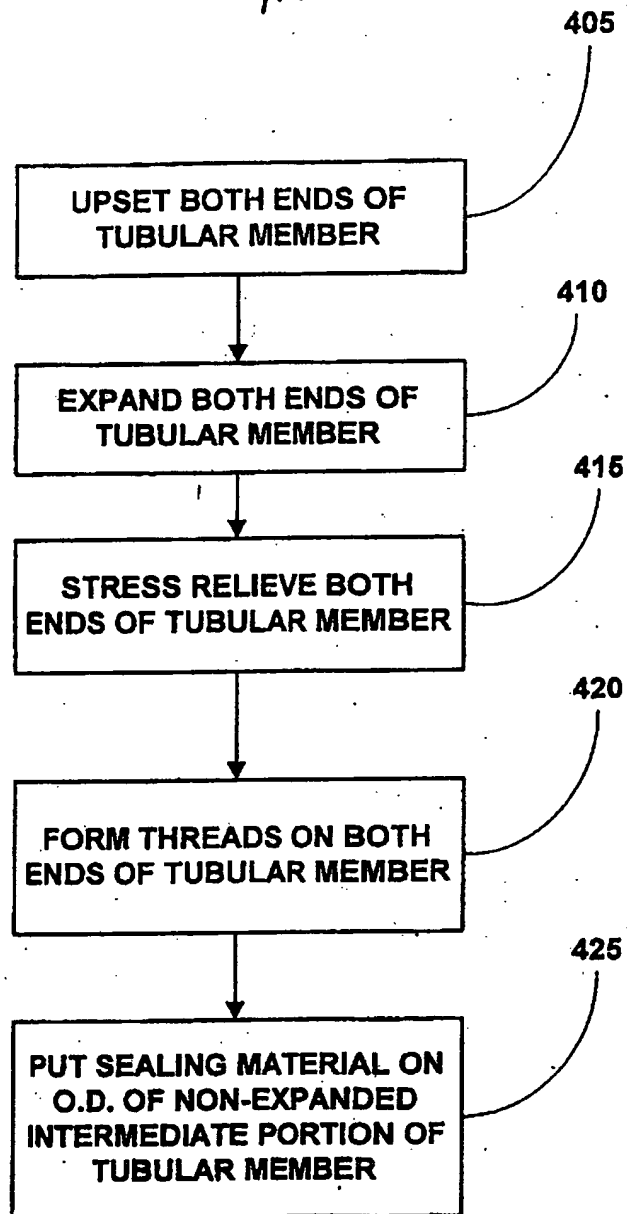 405
UPSET BOTH ENDS OF
TUBULAR MEMBER
410
EXPAND BOTH ENDS OF
TUBULAR MEMBER
415
STRESS RELIEVE BOTH
ENDS OF TUBULAR MEMBER
420
FORM THREADS ON BOTH
ENDS OF TUBULAR MEMBER
425
PUT SEALING MATERIAL ON
O.D. OF NON-EXPANDED
INTERMEDIATE PORTION OF
TUBULAR MEMBER